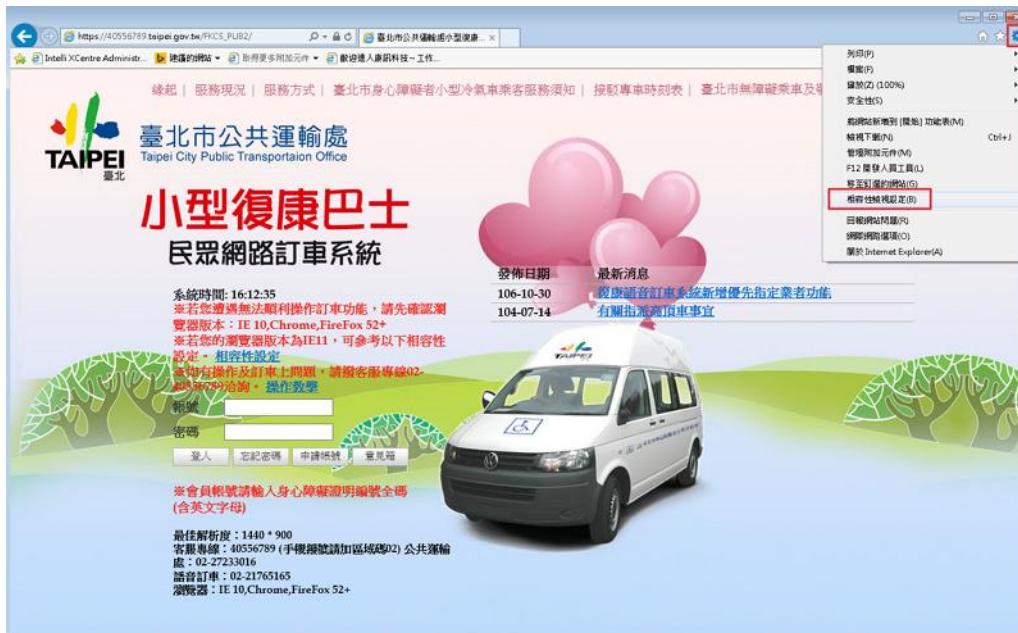 https://40556789.taipei.gov.tw/FKCS_PUB2/
臺北市公共運輸處小型復康...
Intelli XCentre Administr...
建議的網站
取得更多附加元件
歡迎進入康訊科技~工作...
緣起 | 服務現況 | 服務方式 | 臺北市身心障礙者小型冷氣車乘客服務須知 | 接駁專車時刻表 | 臺北市無障礙乘車及
列印(P)
檔案(F)
縮放(Z) (100%)
安全性(S)
將網站新增到 [開始] 功能表(M)
檢視下載(N) Ctrl+J
管理附加元件(M)
F12 開發人員工具(L)
移至釘選的網站(G)
相容性檢視設定(B)
回報網站問題(R)
網際網路選項(O)
關於 Internet Explorer(A)
TAIPEI
臺北
臺北市公共運輸處
Taipei City Public Transportaion Office
小型復康巴士
民眾網路訂車系統
發佈日期 最新消息
106-10-30 復康語音訂車系統新增優先指定業者功能
104-07-14 有關指派高頂車事宜
系統時間: 16:12:35
※若您遭遇無法順利操作訂車功能,請先確認瀏
覽器版本:IE 10,Chrome,FireFox 52+
※若您的瀏覽器版本為IE11,可參考以下相容性
設定。 相容性設定
※如有操作及訂車上問題,請撥客服專線02-
40556789洽詢。 操作教學
帳號
密碼
登入 忘記密碼 申請帳號 意見箱
※會員帳號請輸入身心障礙證明編號全碼
(含英文字母)
最佳解析度:1440 * 900
客服專線:40556789 (手機撥號請加區域碼02) 公共運輸
處:02-27233016
語音訂車:02-21765165
瀏覽器:IE 10,Chrome,FireFox 52+
TAIPEI